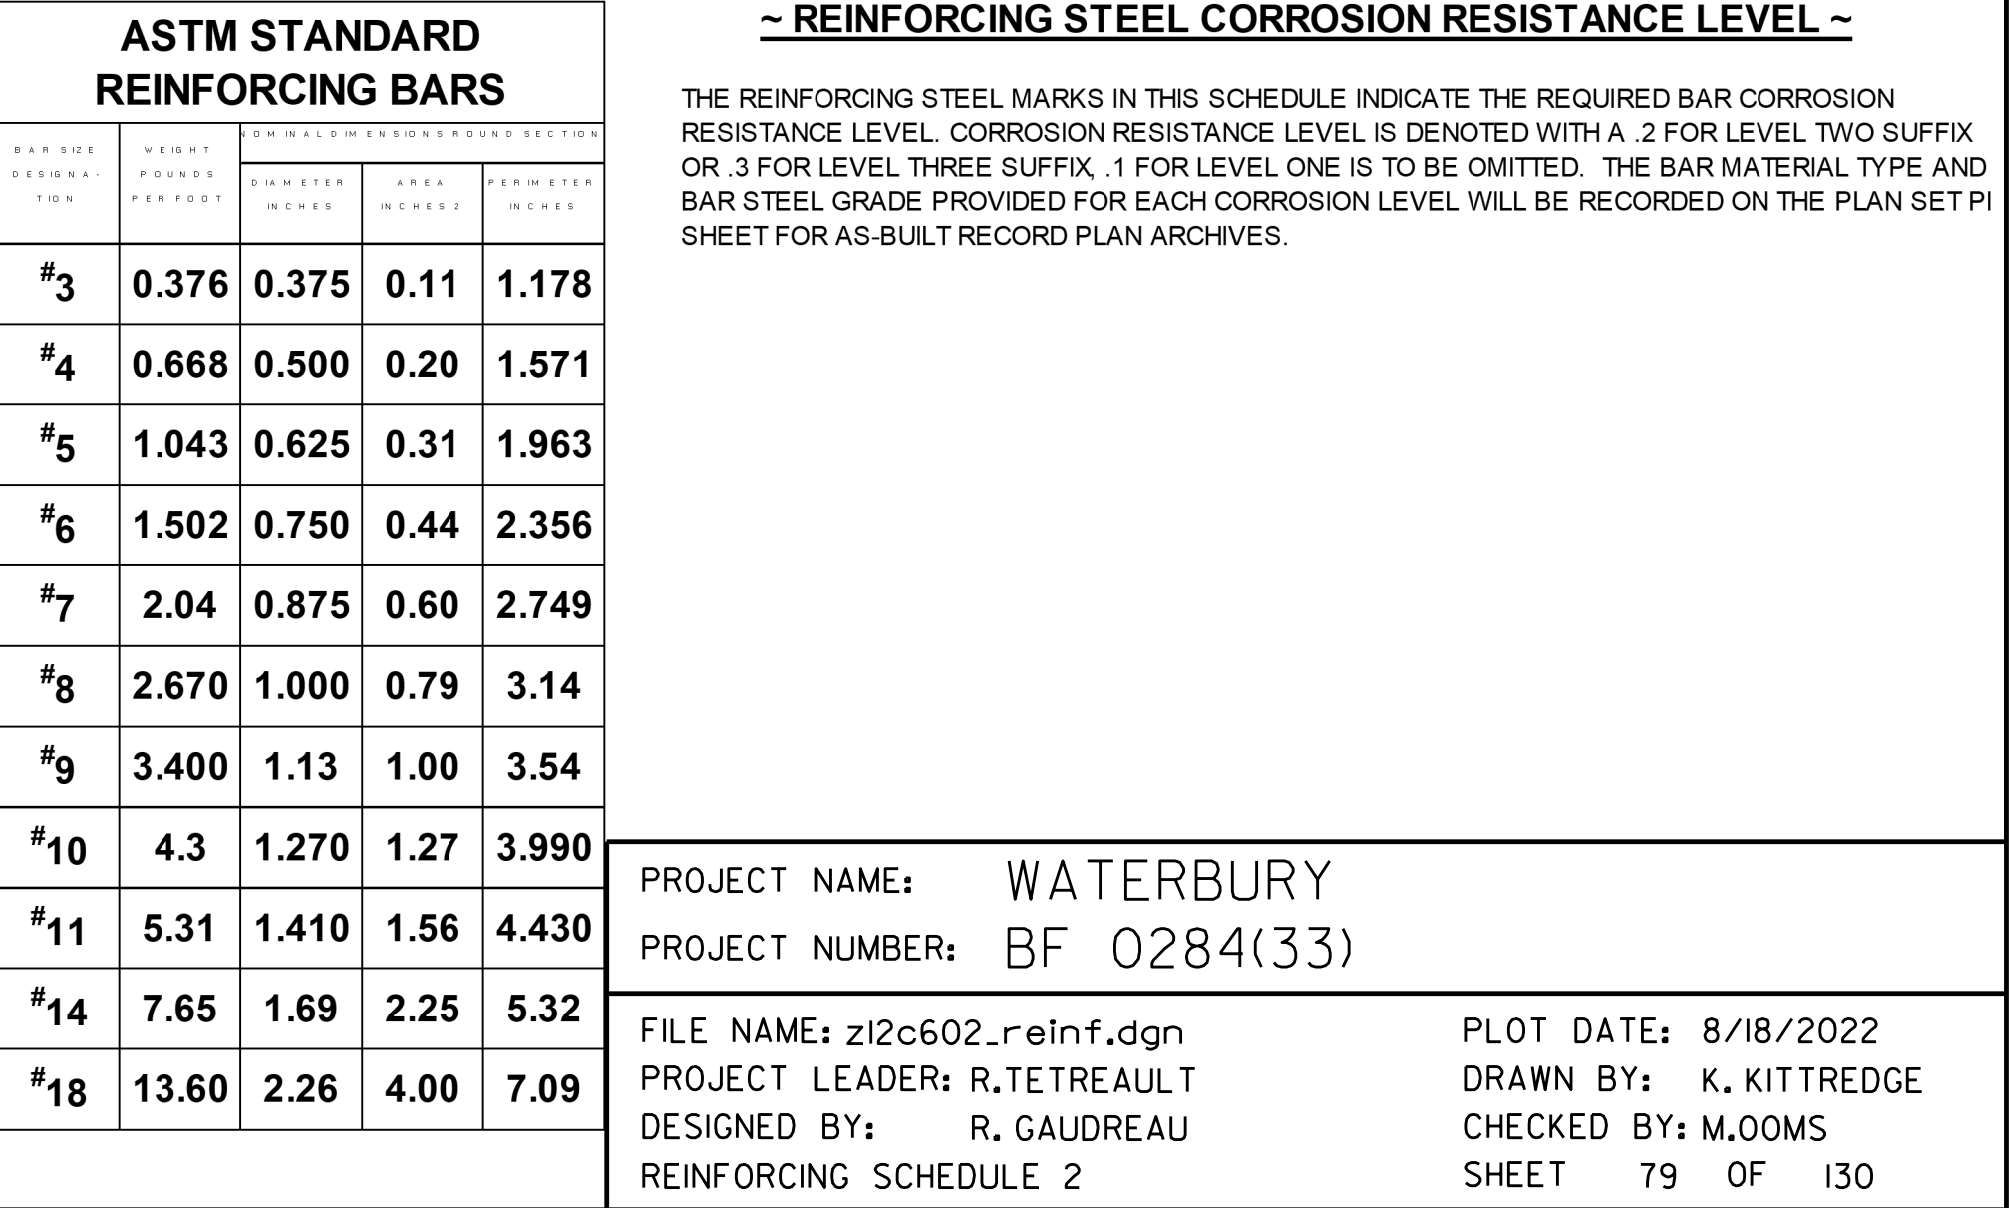 ASTM STANDARD
REINFORCING BARS
BAR SIZE
DESIGNA-
TION
WEIGHT
POUNDS
PER FOOT
NOMINAL DIMENSIONS ROUND SECTION
DIAMETER
INCHES
AREA
INCHES2
PERIMETER
INCHES
#3 0.376 0.375 0.11 1.178
#4 0.668 0.500 0.20 1.571
#5 1.043 0.625 0.31 1.963
#6 1.502 0.750 0.44 2.356
#7 2.04 0.875 0.60 2.749
#8 2.670 1.000 0.79 3.14
#9 3.400 1.13 1.00 3.54
#10 4.3 1.270 1.27 3.990
#11 5.31 1.410 1.56 4.430
#14 7.65 1.69 2.25 5.32
#18 13.60 2.26 4.00 7.09
~ REINFORCING STEEL CORROSION RESISTANCE LEVEL ~
THE REINFORCING STEEL MARKS IN THIS SCHEDULE INDICATE THE REQUIRED BAR CORROSION
RESISTANCE LEVEL. CORROSION RESISTANCE LEVEL IS DENOTED WITH A .2 FOR LEVEL TWO SUFFIX
OR .3 FOR LEVEL THREE SUFFIX, .1 FOR LEVEL ONE IS TO BE OMITTED. THE BAR MATERIAL TYPE AND
BAR STEEL GRADE PROVIDED FOR EACH CORROSION LEVEL WILL BE RECORDED ON THE PLAN SET PI
SHEET FOR AS-BUILT RECORD PLAN ARCHIVES.
PROJECT NAME: WATERBURY
PROJECT NUMBER: BF 0284(33)
FILE NAME: z12c602_reinf.dgn
PROJECT LEADER: R.TETREAULT
DESIGNED BY: R. GAUDREAU
REINFORCING SCHEDULE 2
PLOT DATE: 8/18/2022
DRAWN BY: K. KITTREDGE
CHECKED BY: M.OOMS
SHEET 79 OF 130